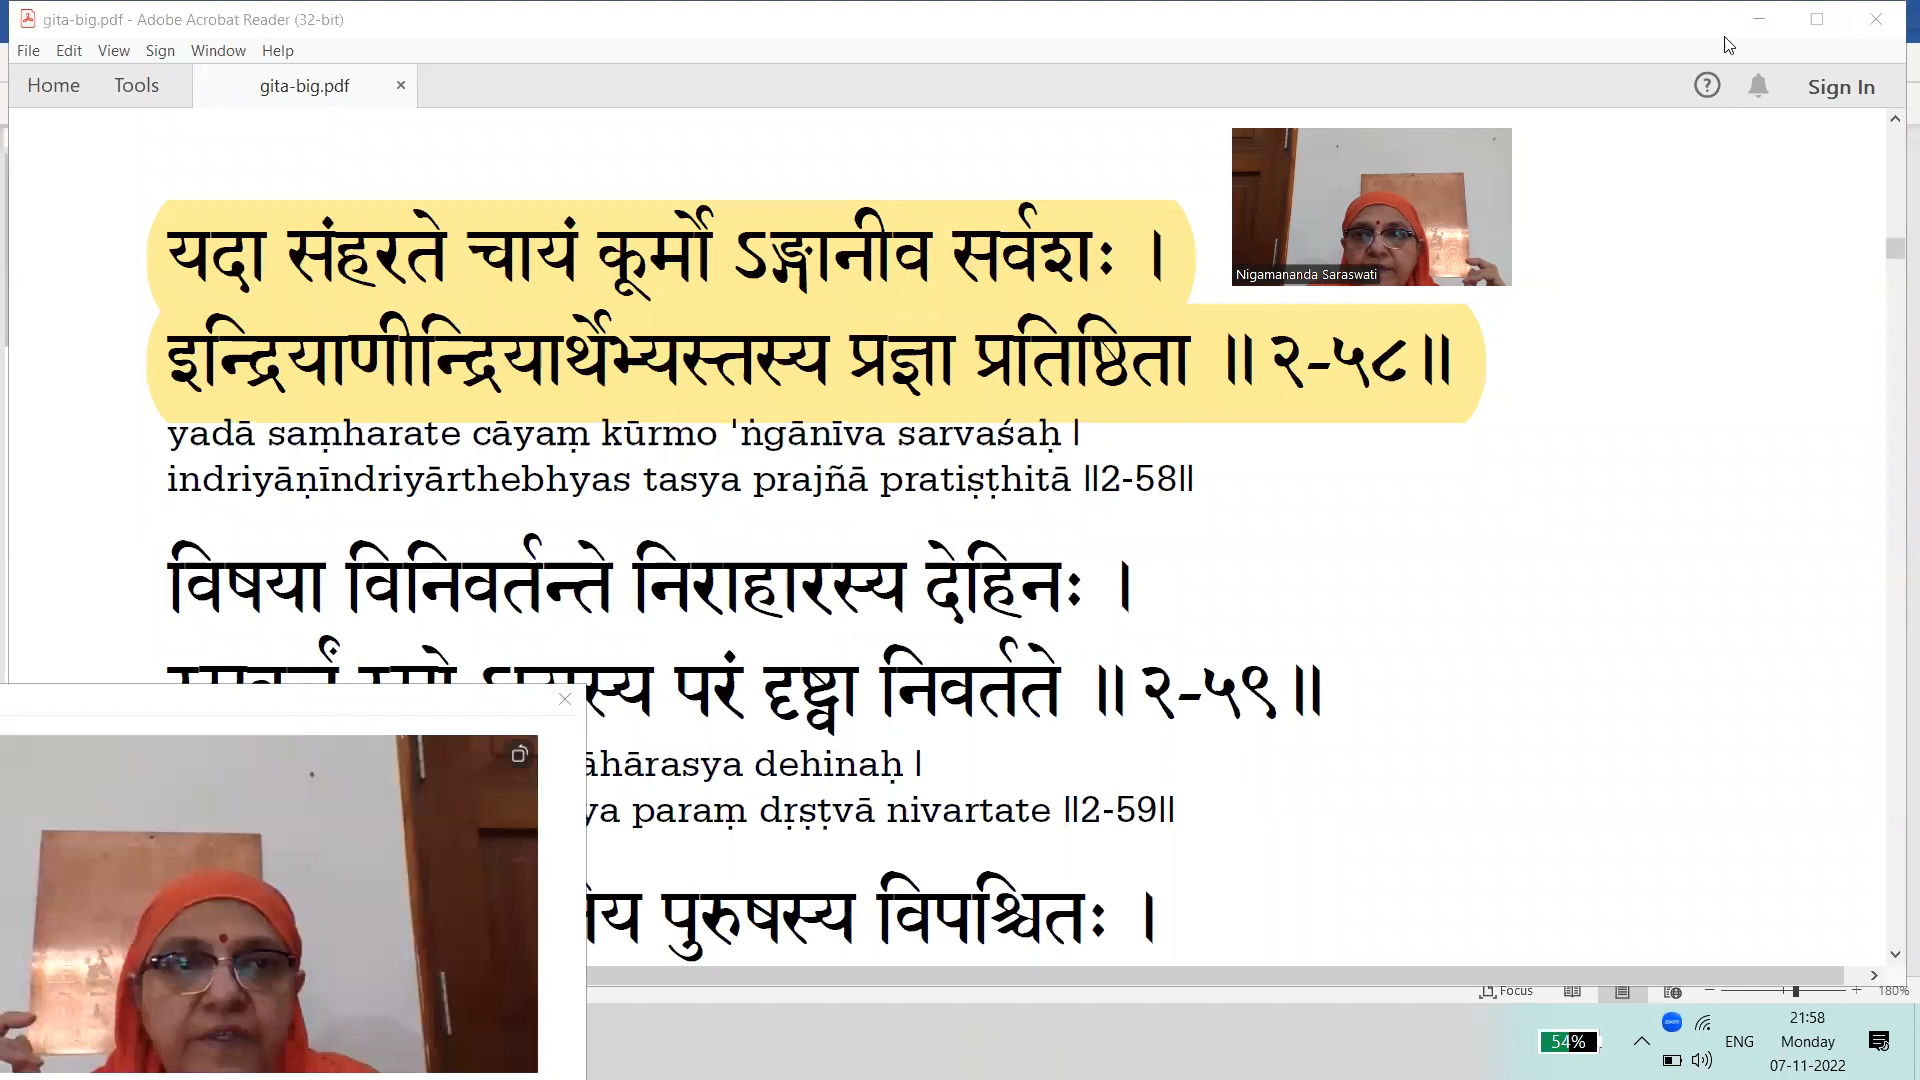 gita-big.pdf - Adobe Acrobat Reader (32-bit)
File Edit View Sign Window Help
Home Tools gita-big.pdf × Sign In
यदा संहरते चायं कूर्मो ऽङ्गानीव सर्वशः ।
Nigamananda Saraswati
इन्द्रियाणीन्द्रियार्थेभ्यस्तस्य प्रज्ञा प्रतिष्ठिता ॥२-५८॥
yadā saṃharate cāyaṃ kūrmo 'ṅgānīva sarvaśaḥ |
indriyāṇīndriyārthebhyas tasya prajñā pratiṣṭhitā ||2-58||
विषया विनिवर्तन्ते निराहारस्य देहिनः ।
परं दृष्ट्वा निवर्तते ॥२-५९॥
āhārasya dehinaḥ |
ya paraṃ dṛṣṭvā nivartate ||2-59||
पुरुषस्य विपश्चितः ।
Focus 180%
54% zoom ENG 21:58
Monday
07-11-2022